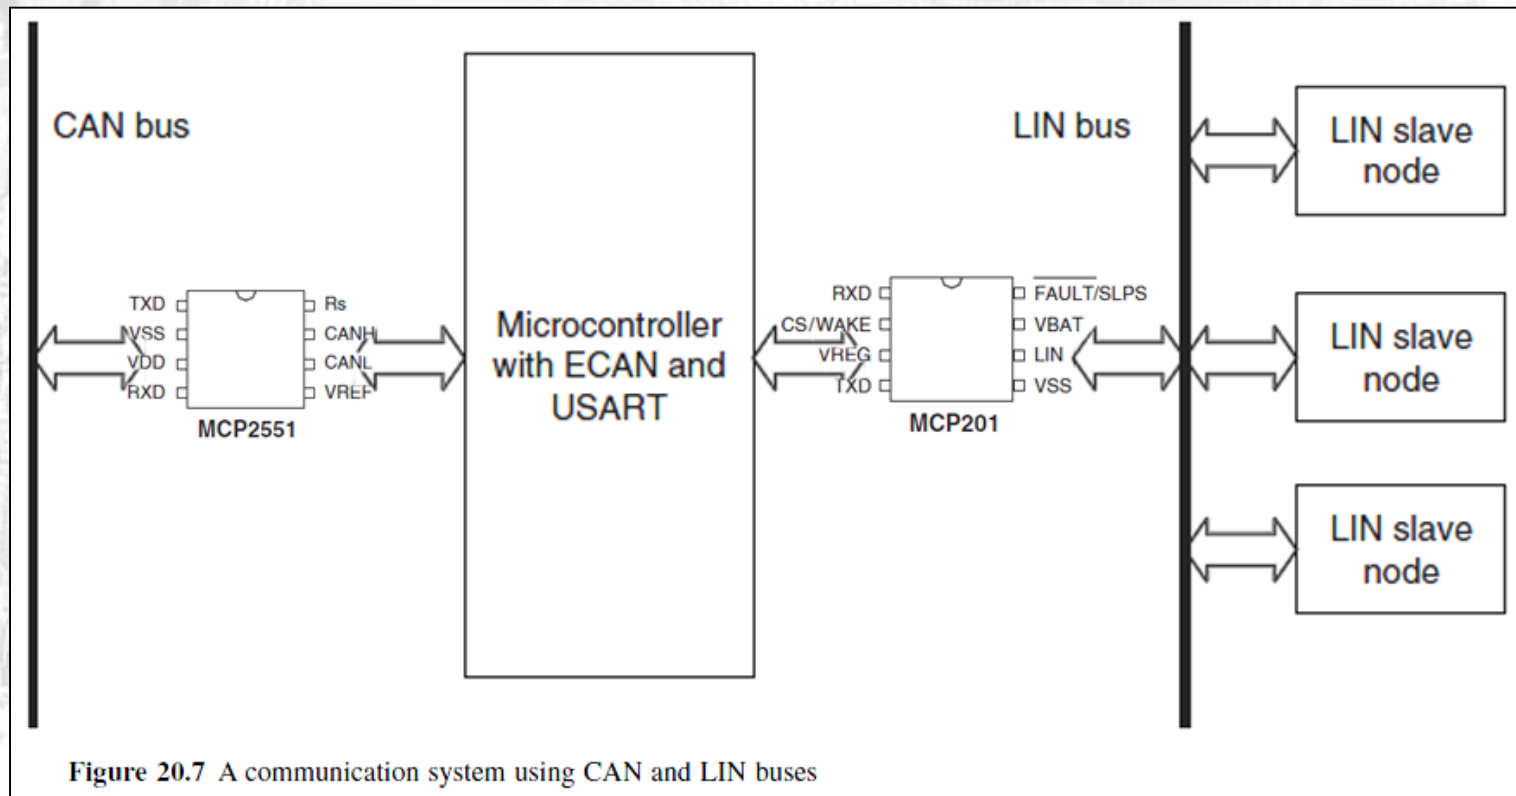 CAN bus
TXD
VSS
VDD
RXD
Rs
CANH
CANL
VREF
MCP2551
Microcontroller
with ECAN and
USART
RXD
CS/WAKE
VREG
TXD
FAULT/SLPS
VBAT
LIN
VSS
MCP201
LIN bus
LIN slave
node
LIN slave
node
LIN slave
node
Figure 20.7 A communication system using CAN and LIN buses